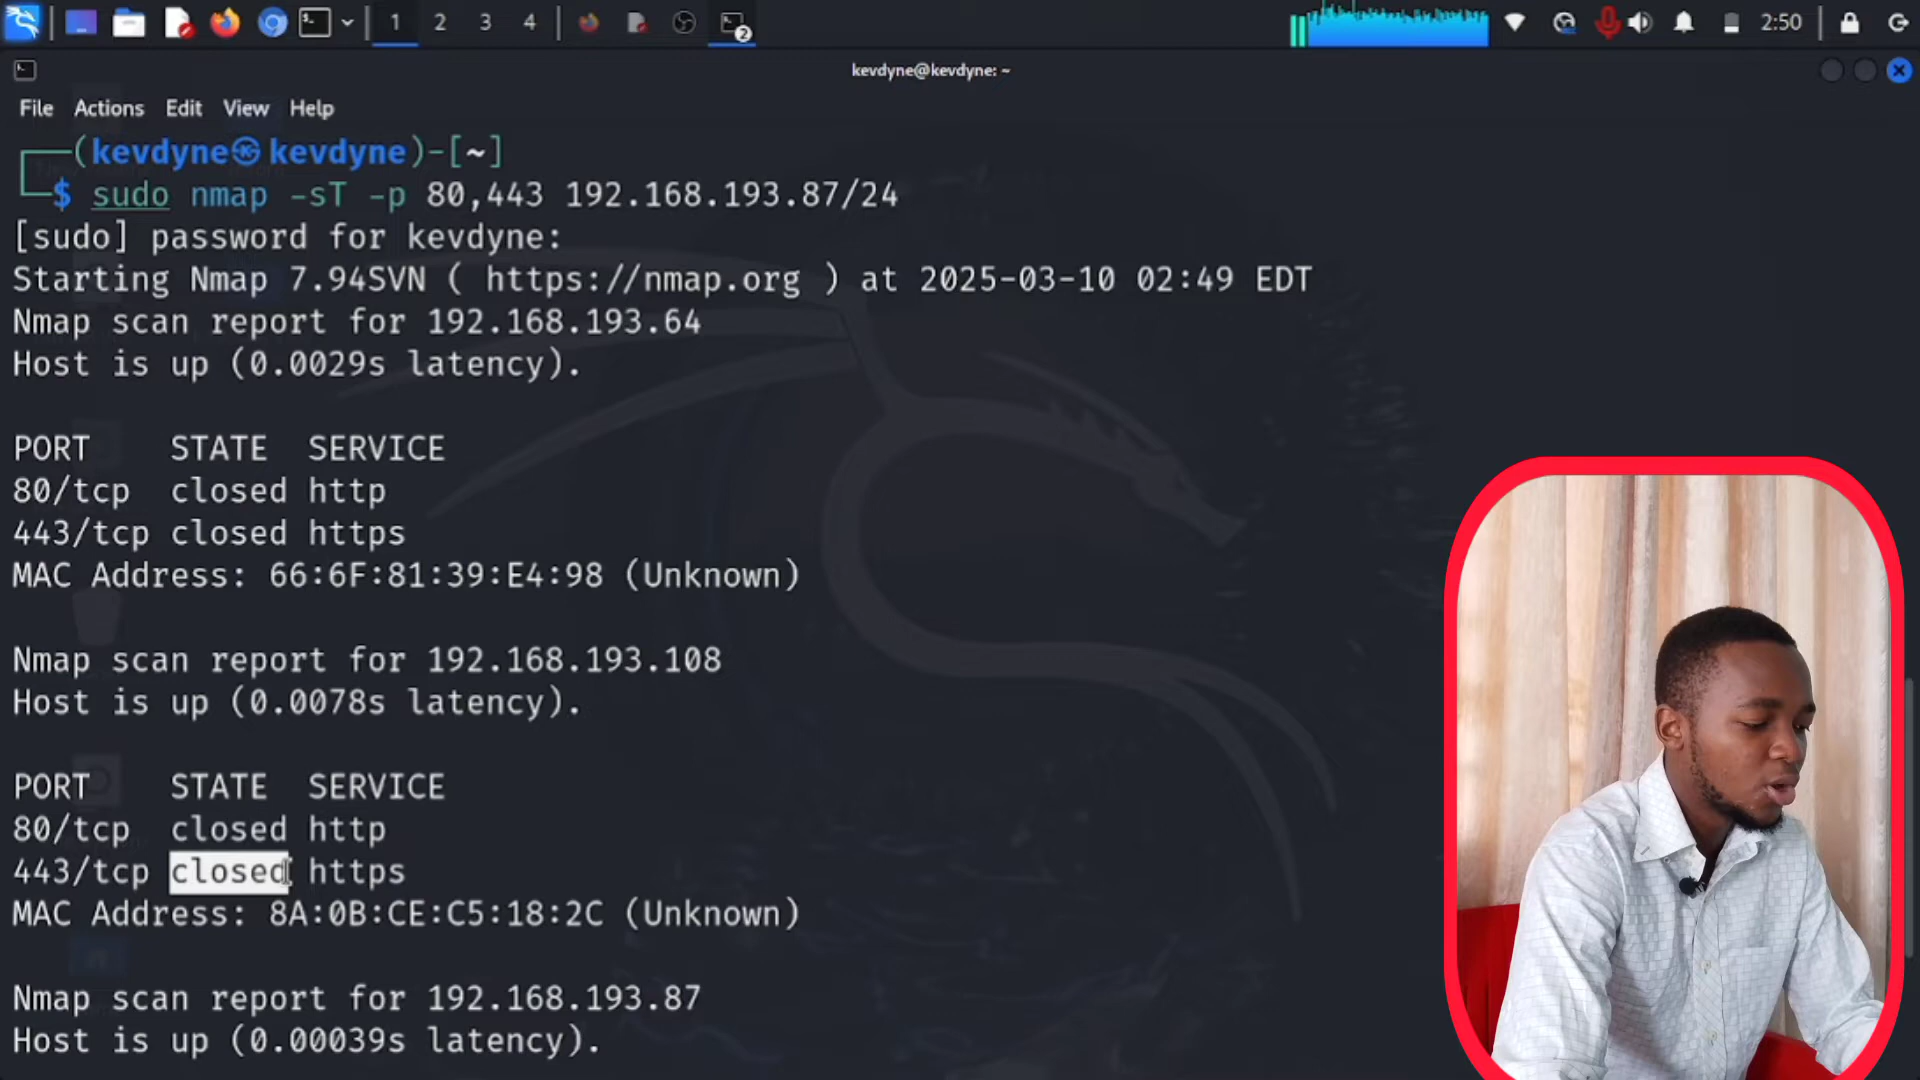 1 2 3 4 2 2:50
kevdyne@kevdyne: ~
File Actions Edit View Help
(kevdyne㉿kevdyne)-[~]
$ sudo nmap -sT -p 80,443 192.168.193.87/24
[sudo] password for kevdyne:
Starting Nmap 7.94SVN ( https://nmap.org ) at 2025-03-10 02:49 EDT
Nmap scan report for 192.168.193.64
Host is up (0.0029s latency).
PORT STATE SERVICE
80/tcp closed http
443/tcp closed https
MAC Address: 66:6F:81:39:E4:98 (Unknown)
Nmap scan report for 192.168.193.108
Host is up (0.0078s latency).
PORT STATE SERVICE
80/tcp closed http
443/tcp closed https
MAC Address: 8A:0B:CE:C5:18:2C (Unknown)
Nmap scan report for 192.168.193.87
Host is up (0.00039s latency).